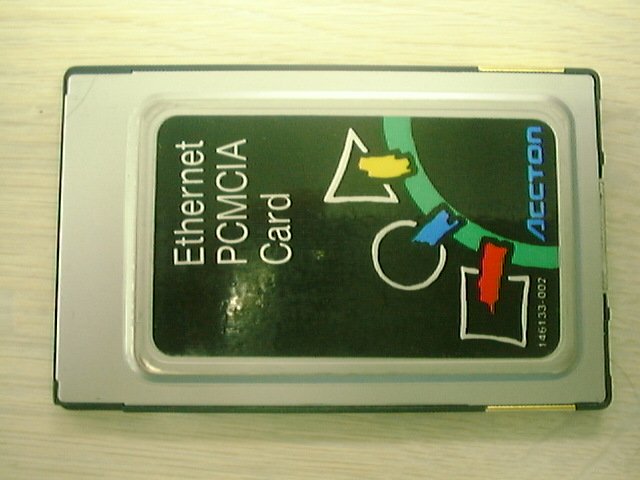 Ethernet
PCMCIA
Card
ACCTON
146133-002